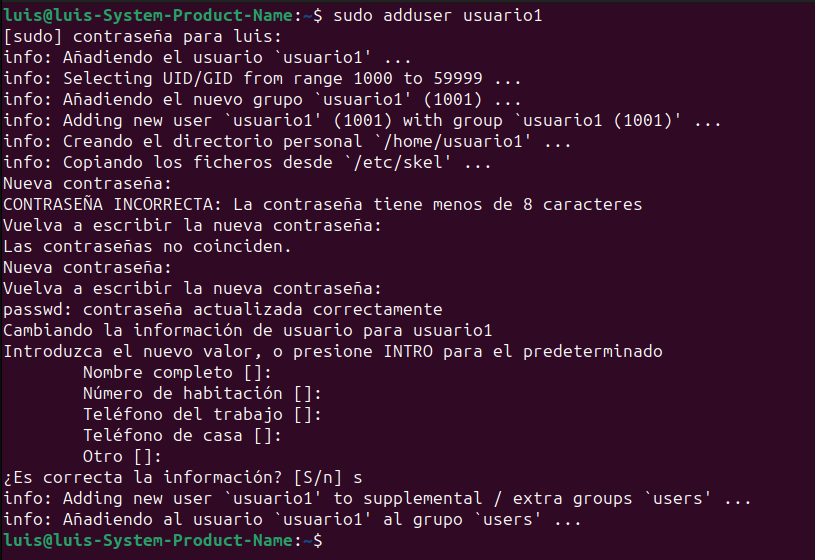 luis@luis-System-Product-Name:~$ sudo adduser usuario1
[sudo] contraseña para luis:
info: Añadiendo el usuario `usuario1' ...
info: Selecting UID/GID from range 1000 to 59999 ...
info: Añadiendo el nuevo grupo `usuario1' (1001) ...
info: Adding new user `usuario1' (1001) with group `usuario1 (1001)' ...
info: Creando el directorio personal `/home/usuario1' ...
info: Copiando los ficheros desde `/etc/skel' ...
Nueva contraseña:
CONTRASEÑA INCORRECTA: La contraseña tiene menos de 8 caracteres
Vuelva a escribir la nueva contraseña:
Las contraseñas no coinciden.
Nueva contraseña:
Vuelva a escribir la nueva contraseña:
passwd: contraseña actualizada correctamente
Cambiando la información de usuario para usuario1
Introduzca el nuevo valor, o presione INTRO para el predeterminado
        Nombre completo []:
        Número de habitación []:
        Teléfono del trabajo []:
        Teléfono de casa []:
        Otro []:
¿Es correcta la información? [S/n] s
info: Adding new user `usuario1' to supplemental / extra groups `users' ...
info: Añadiendo al usuario `usuario1' al grupo `users' ...
luis@luis-System-Product-Name:~$